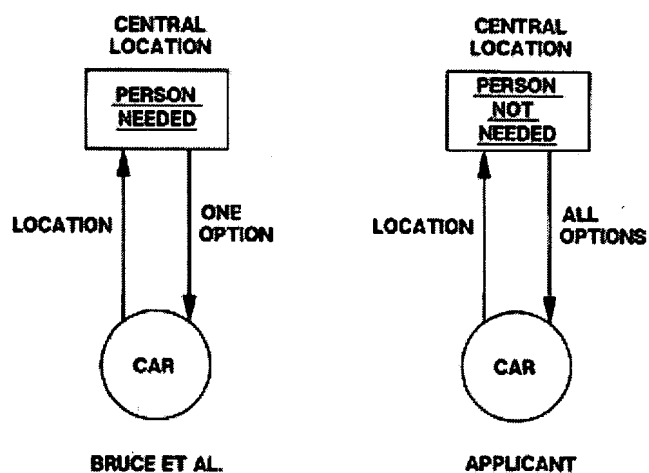 CENTRAL
LOCATION
PERSON
NEEDED
LOCATION
ONE
OPTION
CAR
BRUCE ET AL.
CENTRAL
LOCATION
PERSON
NOT
NEEDED
LOCATION
ALL
OPTIONS
CAR
APPLICANT